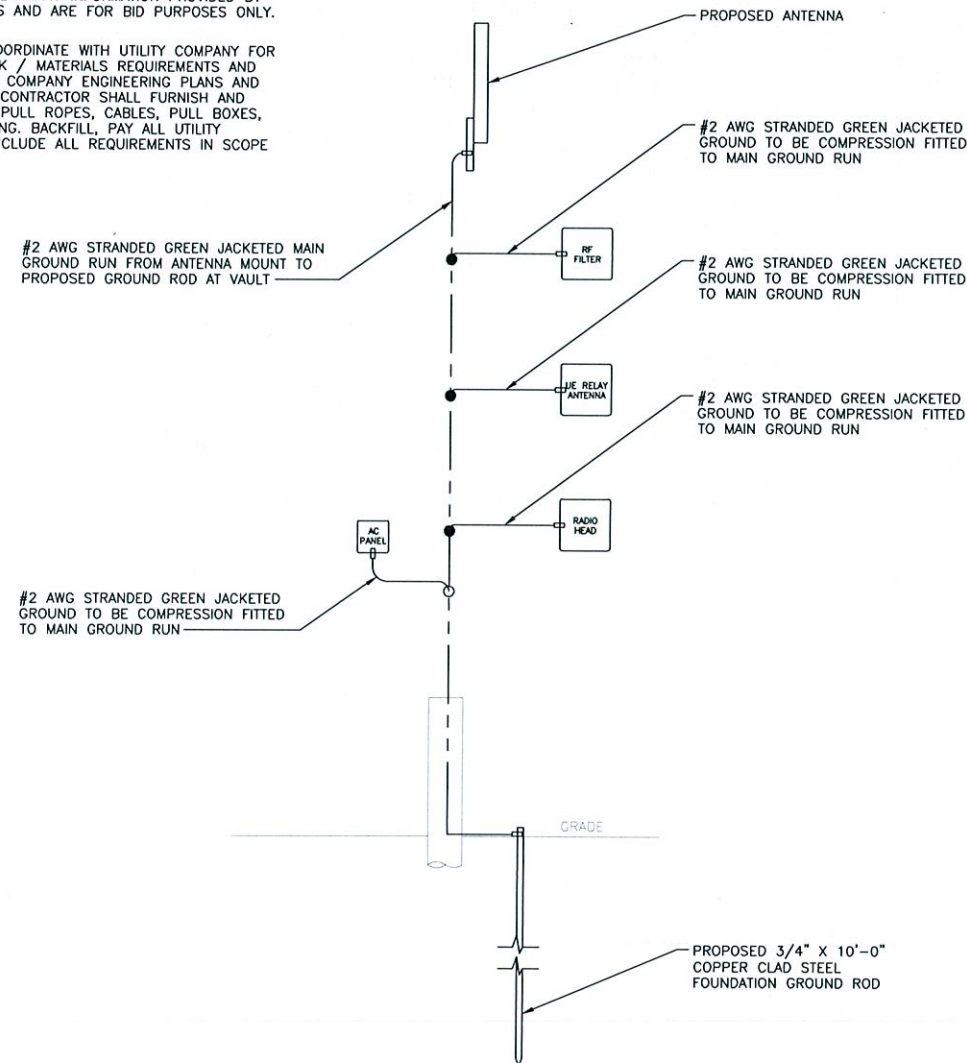 S AND ARE FOR BID PURPOSES ONLY.
OORDINATE WITH UTILITY COMPANY FOR
K / MATERIALS REQUIREMENTS AND
COMPANY ENGINEERING PLANS AND
CONTRACTOR SHALL FURNISH AND
PULL ROPES, CABLES, PULL BOXES,
NG. BACKFILL, PAY ALL UTILITY
CLUDE ALL REQUIREMENTS IN SCOPE
PROPOSED ANTENNA
#2 AWG STRANDED GREEN JACKETED
GROUND TO BE COMPRESSION FITTED
TO MAIN GROUND RUN
#2 AWG STRANDED GREEN JACKETED MAIN
GROUND RUN FROM ANTENNA MOUNT TO
PROPOSED GROUND ROD AT VAULT
RF
FILTER
#2 AWG STRANDED GREEN JACKETED
GROUND TO BE COMPRESSION FITTED
TO MAIN GROUND RUN
UE RELAY
ANTENNA
#2 AWG STRANDED GREEN JACKETED
GROUND TO BE COMPRESSION FITTED
TO MAIN GROUND RUN
RADIO
HEAD
AC
PANEL
#2 AWG STRANDED GREEN JACKETED
GROUND TO BE COMPRESSION FITTED
TO MAIN GROUND RUN
GRADE
PROPOSED 3/4" X 10'-0"
COPPER CLAD STEEL
FOUNDATION GROUND ROD